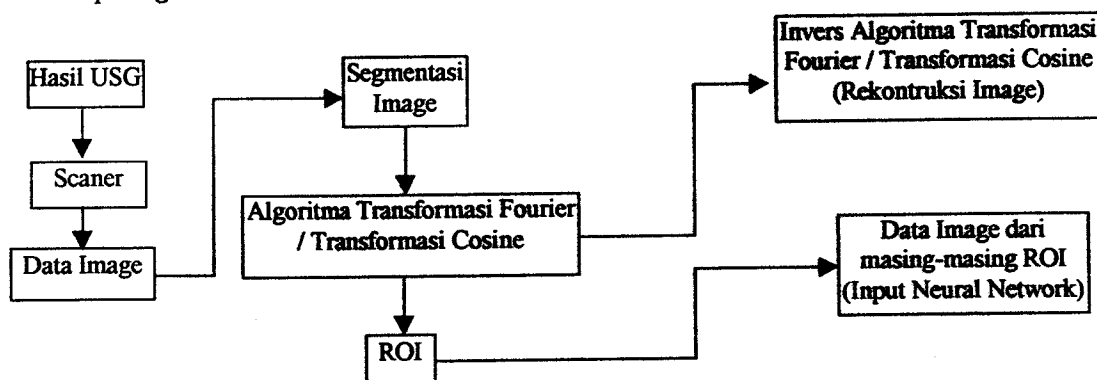 Hasil USG
Scaner
Data Image
Segmentasi
Image
Algoritma Transformasi Fourier
/ Transformasi Cosine
ROI
Invers Algoritma Transformasi
Fourier / Transformasi Cosine
(Rekontruksi Image)
Data Image dari
masing-masing ROI
(Input Neural Network)